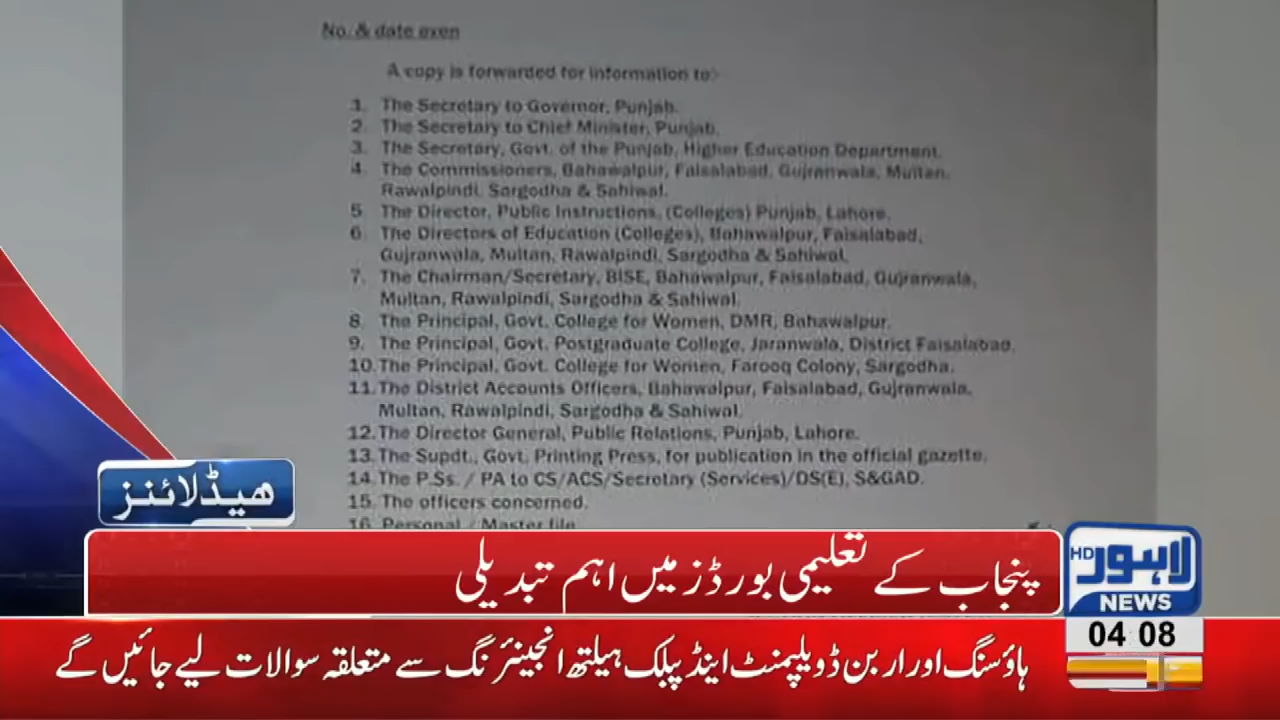 No. & date even
A copy is forwarded for information to:-
1. The Secretary to Governor, Punjab.
2. The Secretary to Chief Minister, Punjab.
3. The Secretary, Govt. of the Punjab, Higher Education Department.
4. The Commissioners, Bahawalpur, Faisalabad, Gujranwala, Multan,
Rawalpindi, Sargodha & Sahiwal.
5. The Director, Public Instructions, (Colleges) Punjab, Lahore.
6. The Directors of Education (Colleges), Bahawalpur, Faisalabad,
Gujranwala, Multan, Rawalpindi, Sargodha & Sahiwal.
7. The Chairman/Secretary, BISE, Bahawalpur, Faisalabad, Gujranwala,
Multan, Rawalpindi, Sargodha & Sahiwal.
8. The Principal, Govt. College for Women, DMR, Bahawalpur.
9. The Principal, Govt. Postgraduate College, Jaranwala, District Faisalabad.
10. The Principal, Govt. College for Women, Farooq Colony, Sargodha.
11. The District Accounts Officers, Bahawalpur, Faisalabad, Gujranwala,
Multan, Rawalpindi, Sargodha & Sahiwal.
12. The Director General, Public Relations, Punjab, Lahore.
13. The Supdt., Govt. Printing Press, for publication in the official gazette.
14. The P.Ss. / PA to CS/ACS/Secretary (Services)/DS(E), S&GAD.
15. The officers concerned.
16. Personal / Master file
ھیڈلائنز
پنجاب کے تعلیمی بورڈز میں اہم تبدیلی
HD لاہور
NEWS
04 08
ہاؤسنگ اور اربن ڈویلپمنٹ اینڈ پبلک ہیلتھ انجینئرنگ سے متعلقہ سوالات لیے جائیں گے